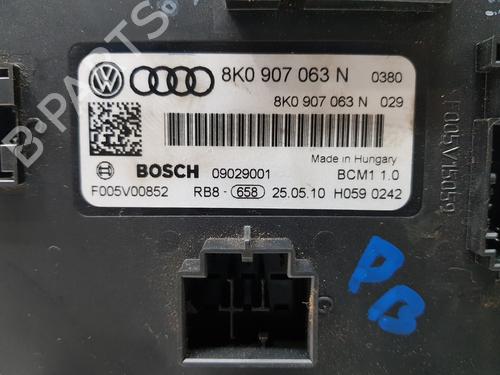 8K0 907 063 N 0380
8K0 907 063 N 029
Made in Hungary
BOSCH 09029001 BCM1 1.0
F005V00852 RB8 - 658 25.05.10 H059 0242
F005V15059
PB
B-PARTS